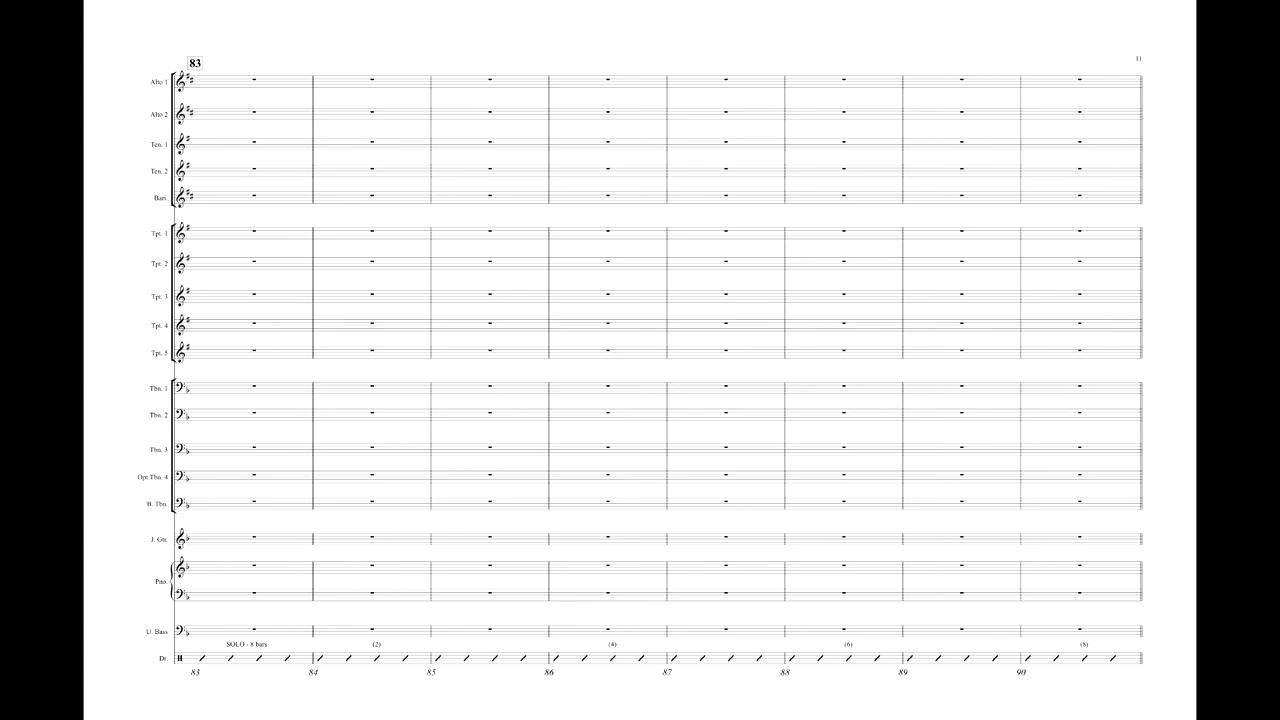 83
11
Alto 1
Alto 2
Ten. 1
Ten. 2
Bari.
Tpt. 1
Tpt. 2
Tpt. 3
Tpt. 4
Tpt. 5
Tbn. 1
Tbn. 2
Tbn. 3
Opt.Tbn. 4
B. Tbn.
J. Gtr.
Pno.
U. Bass
SOLO - 8 bars (2) (4) (6) (8)
Dr.
83 84 85 86 87 88 89 90